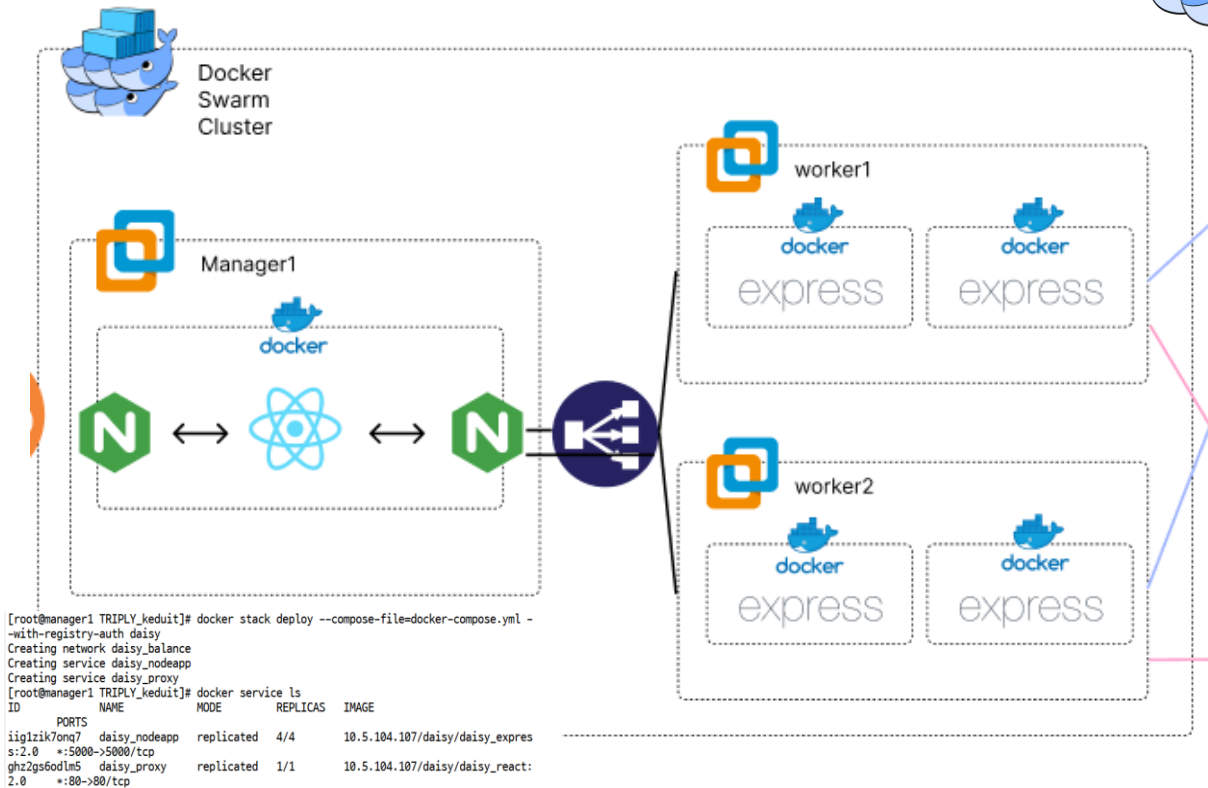 Docker
Swarm
Cluster
Manager1
docker
N
N
worker1
docker
docker
express
express
worker2
docker
docker
express
express
[root@manager1 TRIPLY_keduit]# docker stack deploy --compose-file=docker-compose.yml -
-with-registry-auth daisy
Creating network daisy_balance
Creating service daisy_nodeapp
Creating service daisy_proxy
[root@manager1 TRIPLY_keduit]# docker service ls
ID NAME MODE REPLICAS IMAGE
PORTS
iig1zik7onq7 daisy_nodeapp replicated 4/4 10.5.104.107/daisy/daisy_expres
s:2.0 *:5000->5000/tcp
ghz2gs6odlm5 daisy_proxy replicated 1/1 10.5.104.107/daisy/daisy_react:
2.0 *:80->80/tcp